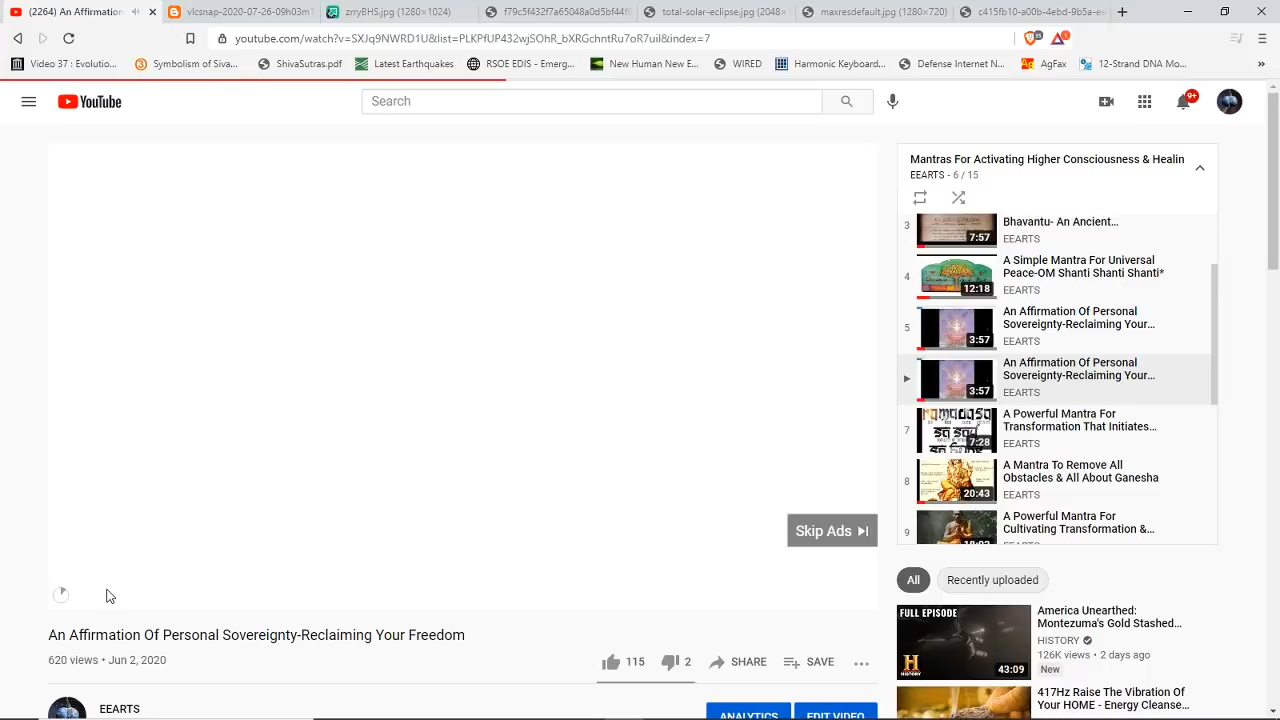 (2264) An Affirmation
vlcsnap-2020-07-26-09h03m1
zrryBHS.jpg (1280×
total-solar-eclipse.jpg (2048×
maxresdefault.jpg (1280×720)
c415fb10-a00b-4ebd-9b5a-e
youtube.com/watch?v=SXJq9NWRD1U&list=PLKPfUP432wjSOhR_bXRGchntRu7oR7uil&index=7
Video 37 : Evolutio...
Symbolism of Siva...
ShivaSutras.pdf
Latest Earthquakes
RSOE EDIS - Emerg...
New Human New E...
WIRED
Harmonic Keyboard...
Defense Internet N...
AgFax
12-Strand DNA Mo...
YouTube
Search
9+
Mantras For Activating Higher Consciousness & Healin
EEARTS - 6 / 15
3
7:57
Bhavantu- An Ancient...
EEARTS
4
12:18
A Simple Mantra For Universal
Peace-OM Shanti Shanti Shanti*
EEARTS
5
3:57
An Affirmation Of Personal
Sovereignty-Reclaiming Your...
EEARTS
3:57
An Affirmation Of Personal
Sovereignty-Reclaiming Your...
EEARTS
7
7:28
A Powerful Mantra For
Transformation That Initiates...
EEARTS
8
20:43
A Mantra To Remove All
Obstacles & All About Ganesha
EEARTS
9
A Powerful Mantra For
Cultivating Transformation &...
Skip Ads
An Affirmation Of Personal Sovereignty-Reclaiming Your Freedom
620 views • Jun 2, 2020
115
2
SHARE
SAVE
EEARTS
ANALYTICS
EDIT VIDEO
All
Recently uploaded
FULL EPISODE
H
HISTORY
43:09
America Unearthed:
Montezuma's Gold Stashed...
HISTORY
126K views • 2 days ago
New
417Hz Raise The Vibration Of
Your HOME - Energy Cleanse...